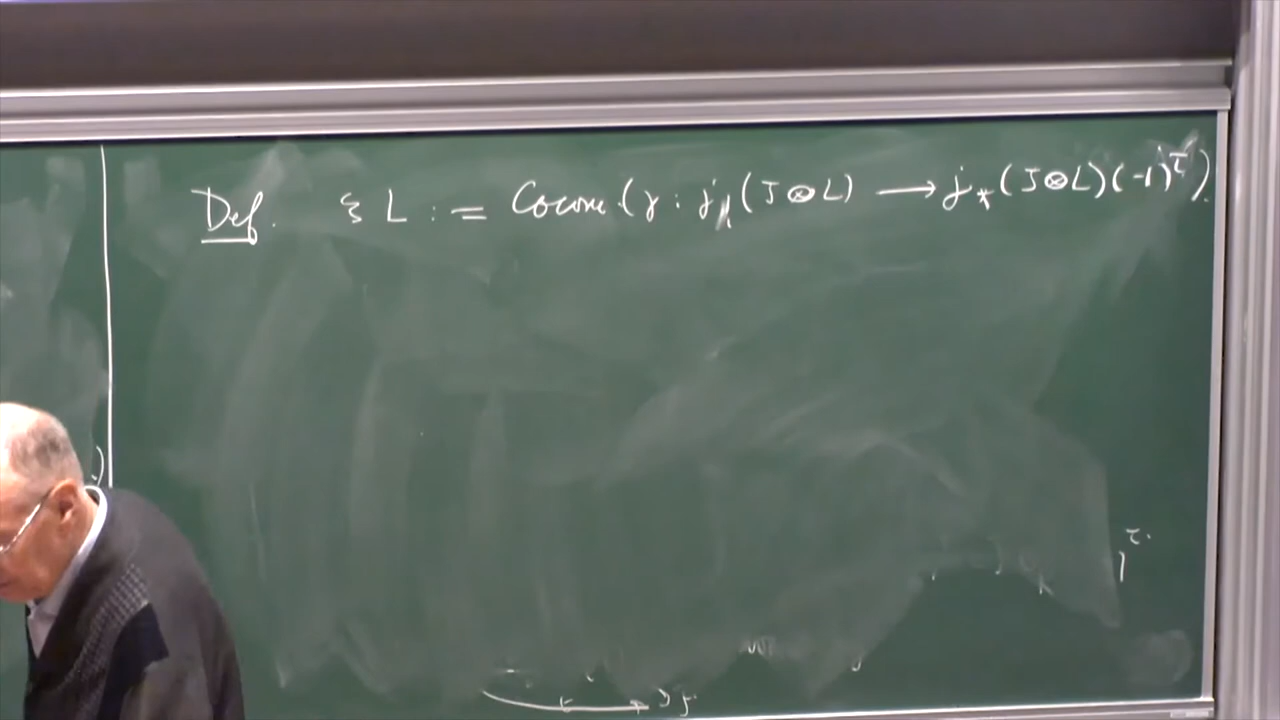 Def. ξ L := Cocone (γ : j_! (J ⊗ L) ⟶ j_* (J ⊗ L)(-1)^τ).
τ.